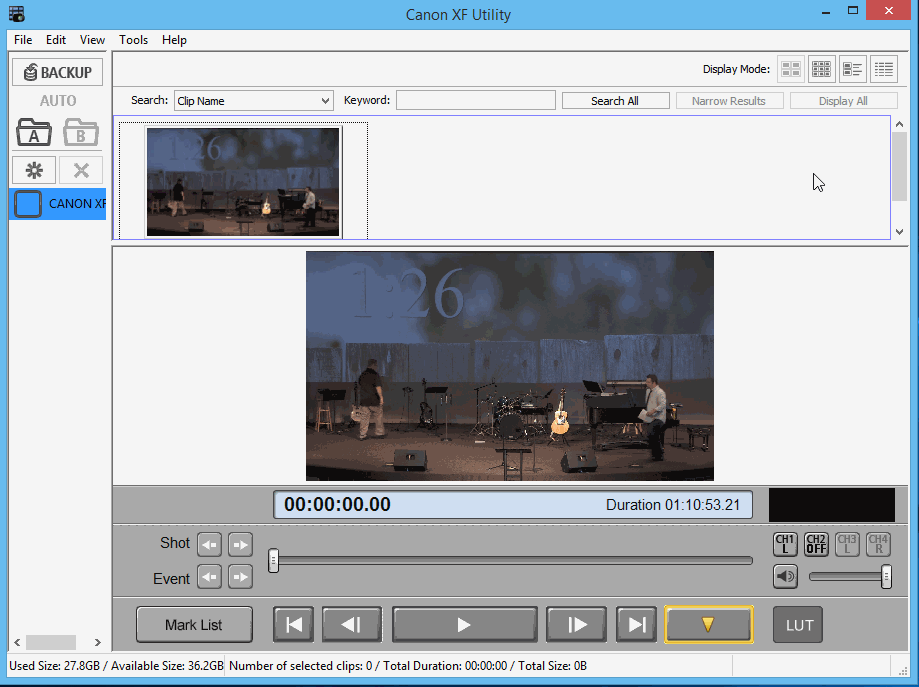 Canon XF Utility
File Edit View Tools Help
BACKUP
AUTO
A B
CANON XF
Display Mode:
Search: Clip Name Keyword: Search All Narrow Results Display All
1:26
1:26
00:00:00.00 Duration 01:10:53.21
Shot
Event
CH1 L CH2 OFF CH3 L CH4 R
Mark List LUT
Used Size: 27.8GB / Available Size: 36.2GB Number of selected clips: 0 / Total Duration: 00:00:00 / Total Size: 0B